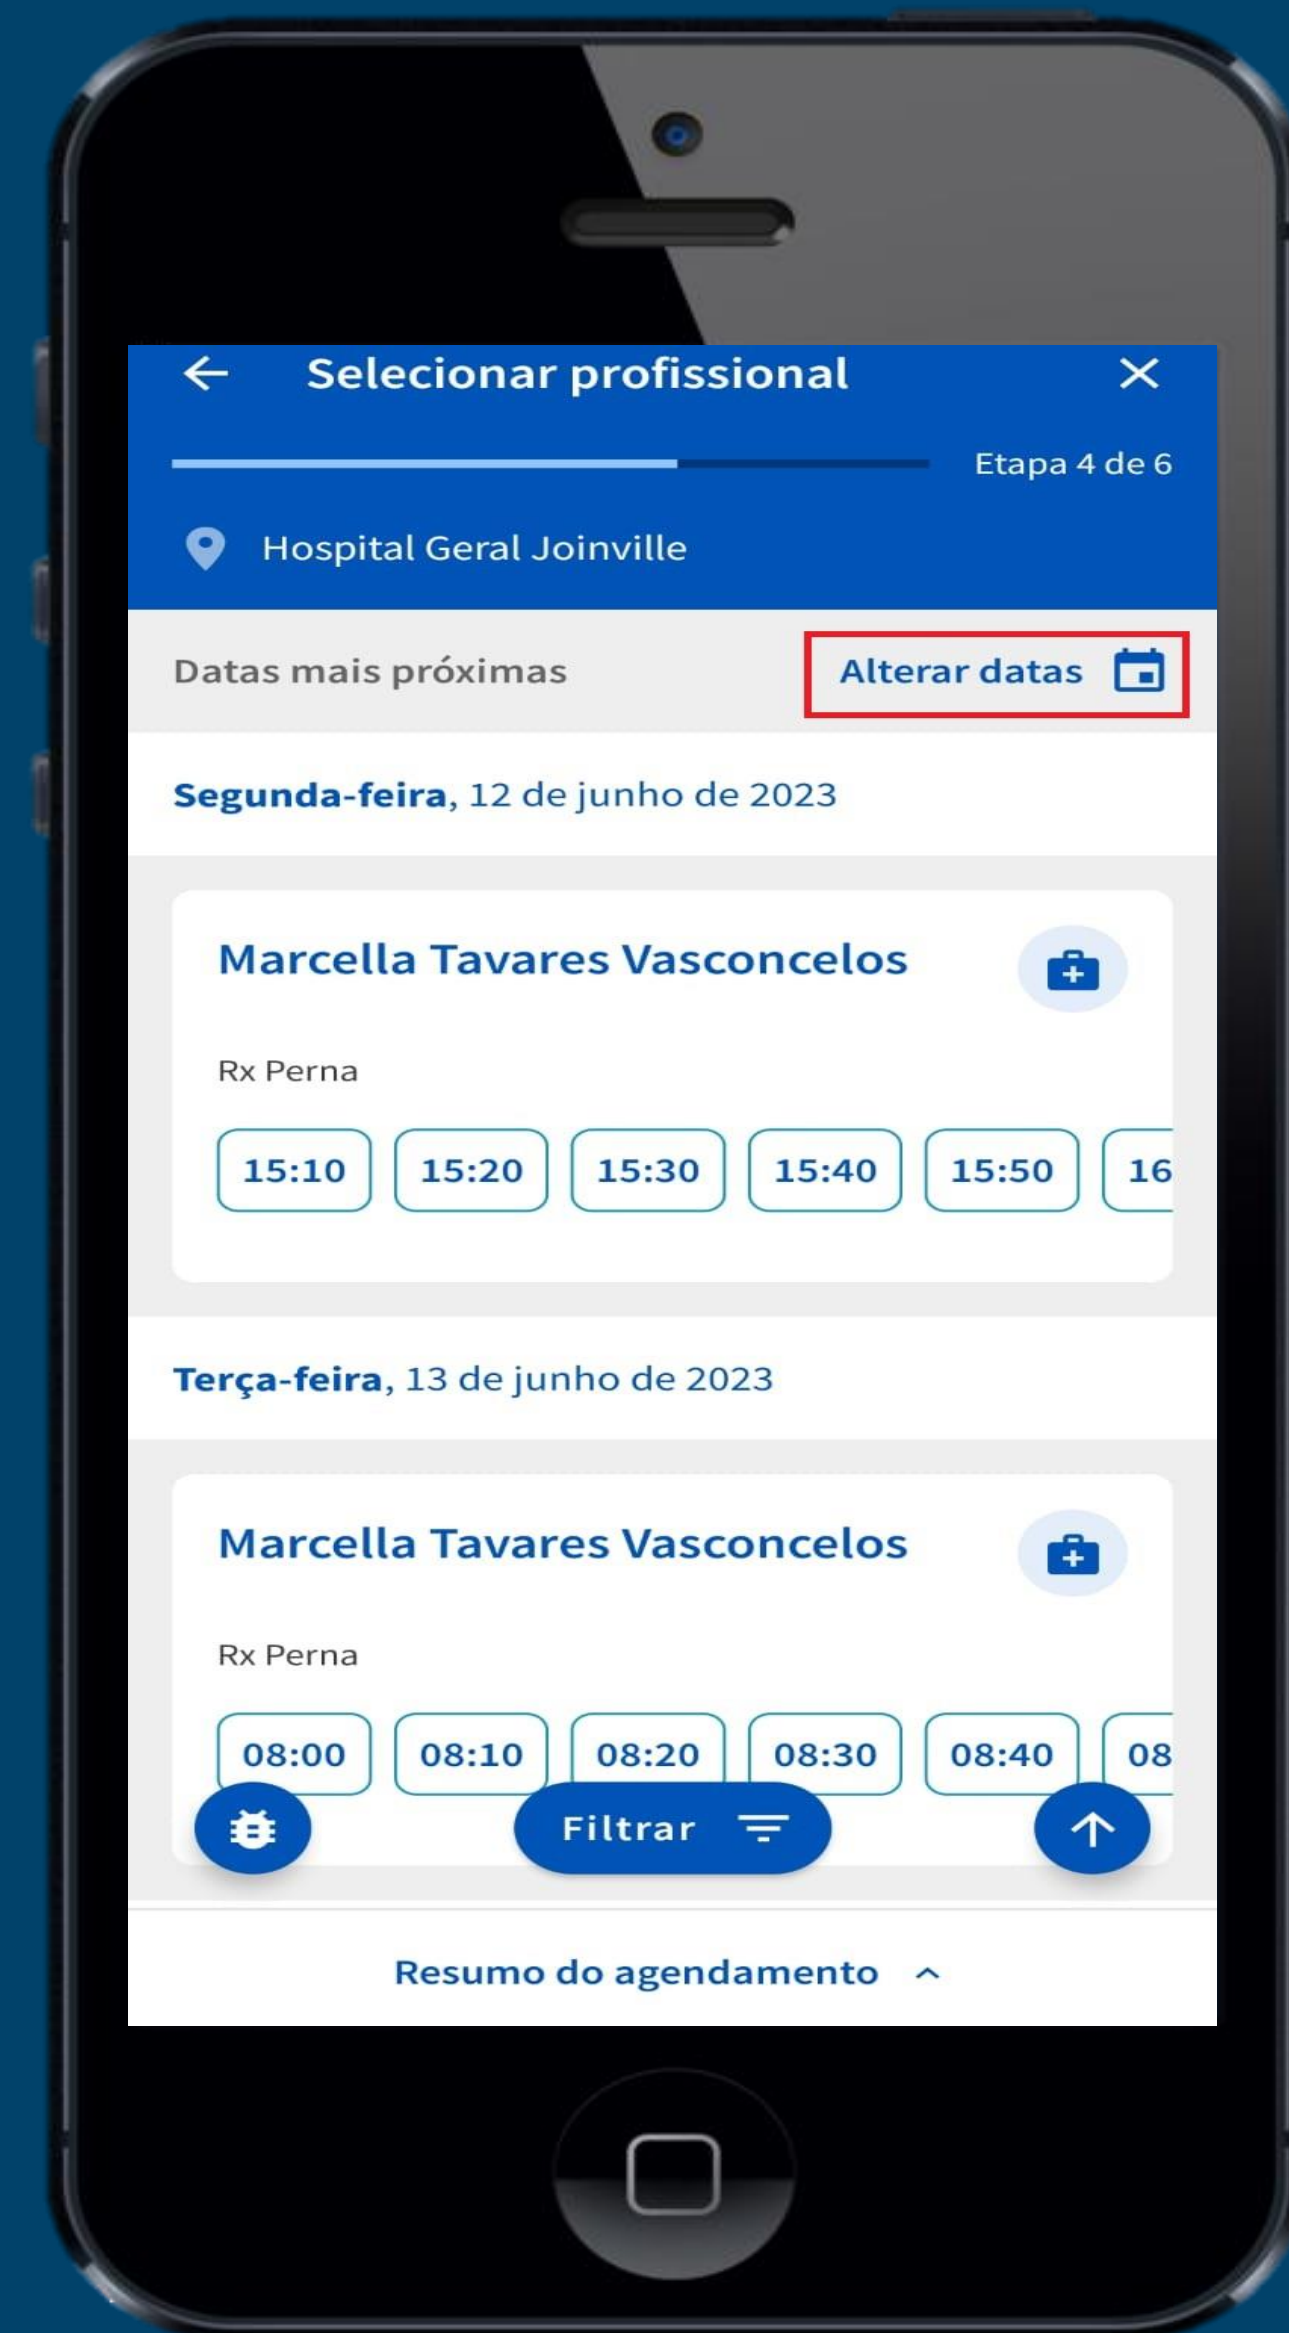 Selecionar profissional
Etapa 4 de 6
Hospital Geral Joinville
Datas mais próximas Alterar datas
Segunda-feira, 12 de junho de 2023
Marcella Tavares Vasconcelos
Rx Perna
15:10 15:20 15:30 15:40 15:50 16
Terça-feira, 13 de junho de 2023
Marcella Tavares Vasconcelos
Rx Perna
08:00 08:10 08:20 08:30 08:40 08
Filtrar
Resumo do agendamento